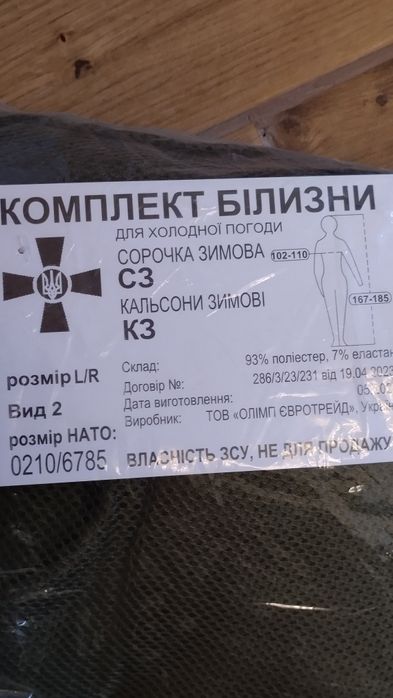 КОМПЛЕКТ БІЛИЗНИ
ДЛЯ ХОЛОДНОЇ ПОГОДИ
СОРОЧКА ЗИМОВА
СЗ
КАЛЬСОНИ ЗИМОВІ
КЗ
102-110
167-185
розмір L/R
Вид 2
розмір НАТО:
0210/6785
Склад: 93% поліестер, 7% еластан
Договір №: 286/3/23/231 від 19.04.2023
Дата виготовлення:
Виробник: ТОВ «ОЛІМП ЄВРОТРЕЙД», Україн
ВЛАСНІСТЬ ЗСУ, НЕ ДЛЯ ПРОДАЖУ